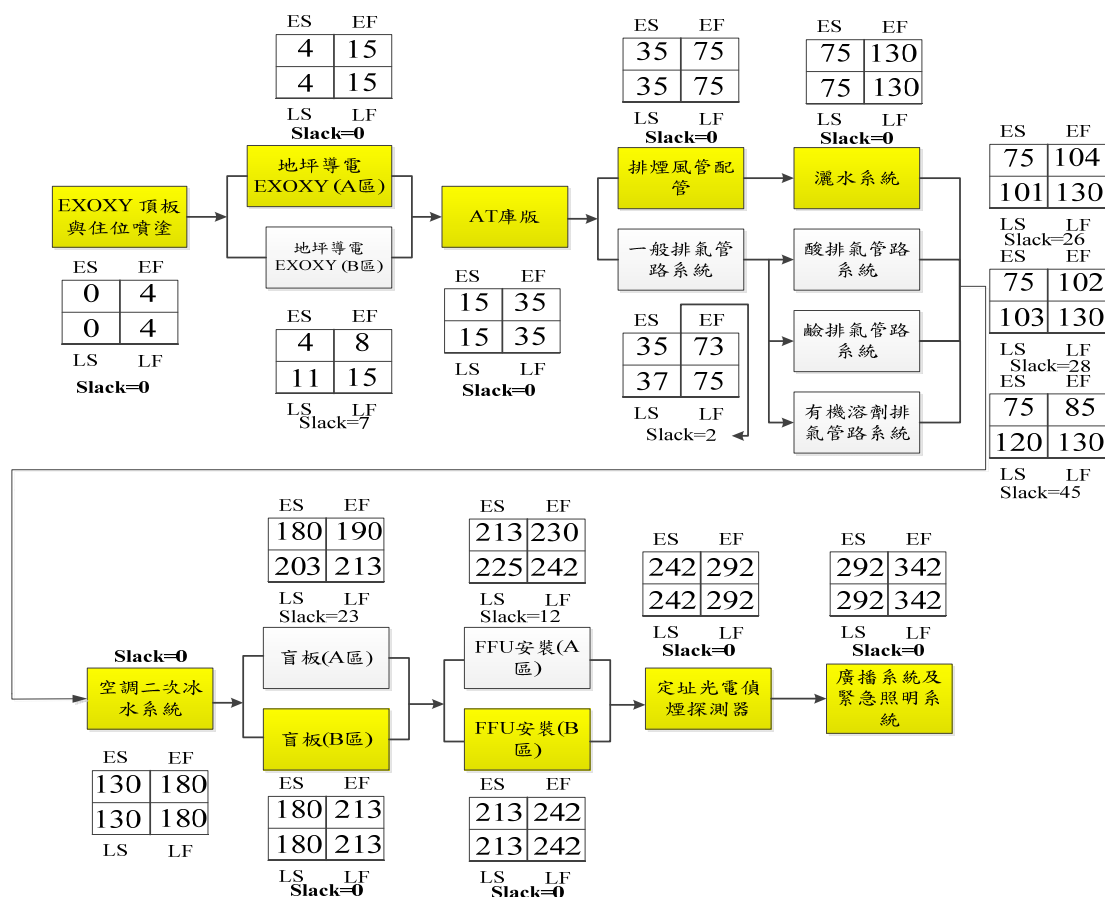 ES EF
4 15
4 15
LS LF
Slack=0
ES EF
35 75
35 75
LS LF
Slack=0
ES EF
75 130
75 130
LS LF
Slack=0
EXOXY 頂板
與住位噴塗
ES EF
0 4
0 4
LS LF
Slack=0
地坪導電
EXOXY (A區)
地坪導電
EXOXY (B區)
ES EF
4 8
11 15
LS LF
Slack=7
AT庫版
ES EF
15 35
15 35
LS LF
Slack=0
排煙風管配
管
一般排氣管
路系統
ES EF
35 73
37 75
LS LF
Slack=2
灑水系統
酸排氣管路
系統
鹼排氣管路
系統
有機溶劑排
氣管路系統
ES EF
75 104
101 130
LS LF
Slack=26
ES EF
75 102
103 130
LS LF
Slack=28
ES EF
75 85
120 130
LS LF
Slack=45
Slack=0
空調二次冰
水系統
ES EF
130 180
130 180
LS LF
ES EF
180 190
203 213
LS LF
Slack=23
盲板(A區)
盲板(B區)
ES EF
180 213
180 213
LS LF
Slack=0
ES EF
213 230
225 242
LS LF
Slack=12
FFU安裝(A
區)
FFU安裝(B
區)
ES EF
213 242
213 242
LS LF
Slack=0
ES EF
242 292
242 292
LS LF
Slack=0
定址光電偵
煙探測器
ES EF
292 342
292 342
LS LF
Slack=0
廣播系統及
緊急照明系
統